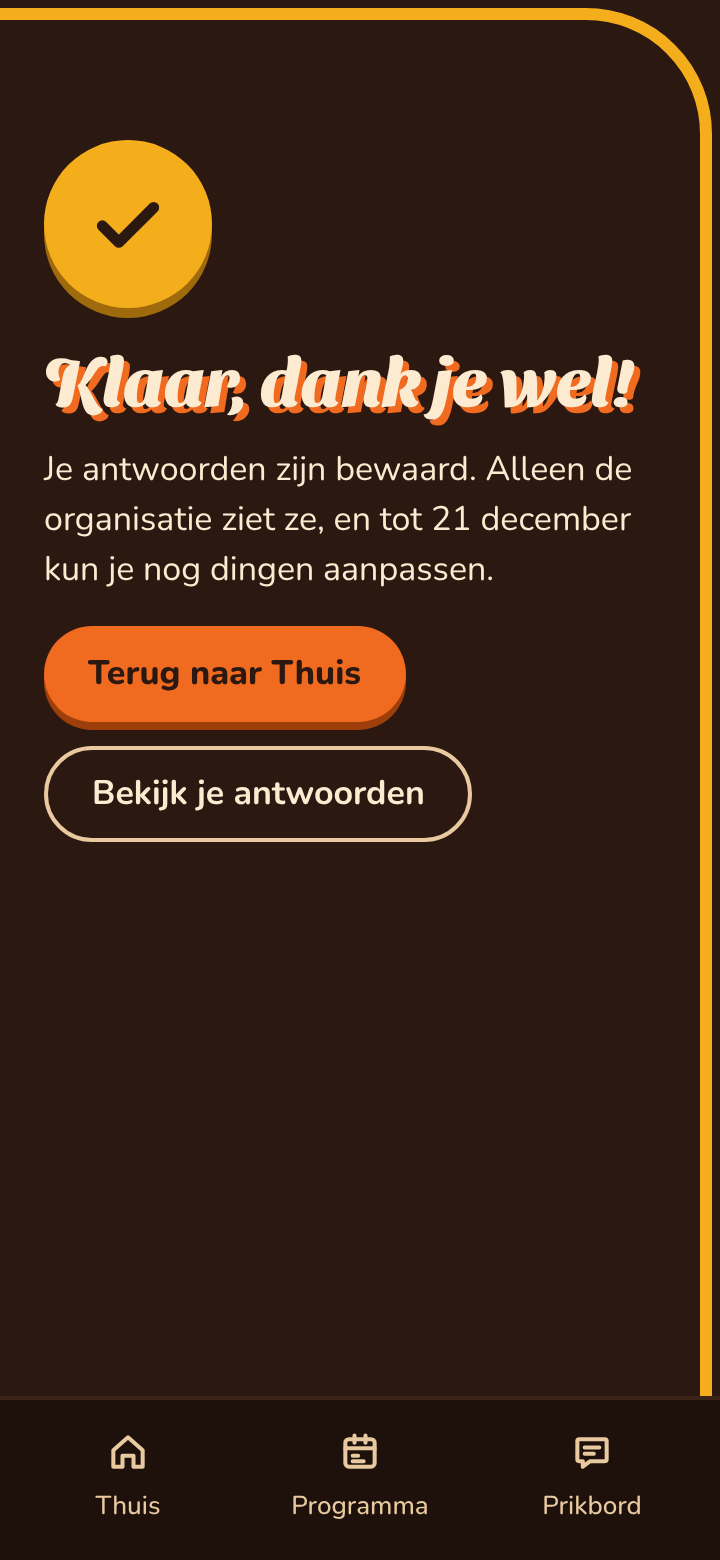 Klaar, dank je wel!
Je antwoorden zijn bewaard. Alleen de
organisatie ziet ze, en tot 21 december
kun je nog dingen aanpassen.
Terug naar Thuis
Bekijk je antwoorden
Thuis
Programma
Prikbord